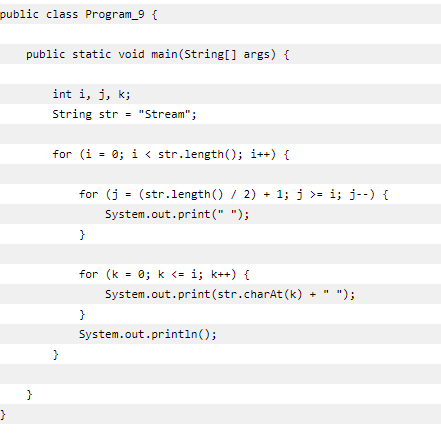 public class Program_9 {
public static void main(String[] args) {
int i, j, k;
String str = "Stream";
for (i = 0; i < str.length(); i++) {
for (j = (str.length() / 2) + 1; j >= i; j--) {
System.out.print(" ");
}
for (k = 0; k <= i; k++) {
System.out.print(str.charAt(k) + " ");
}
System.out.println();
}
}
}